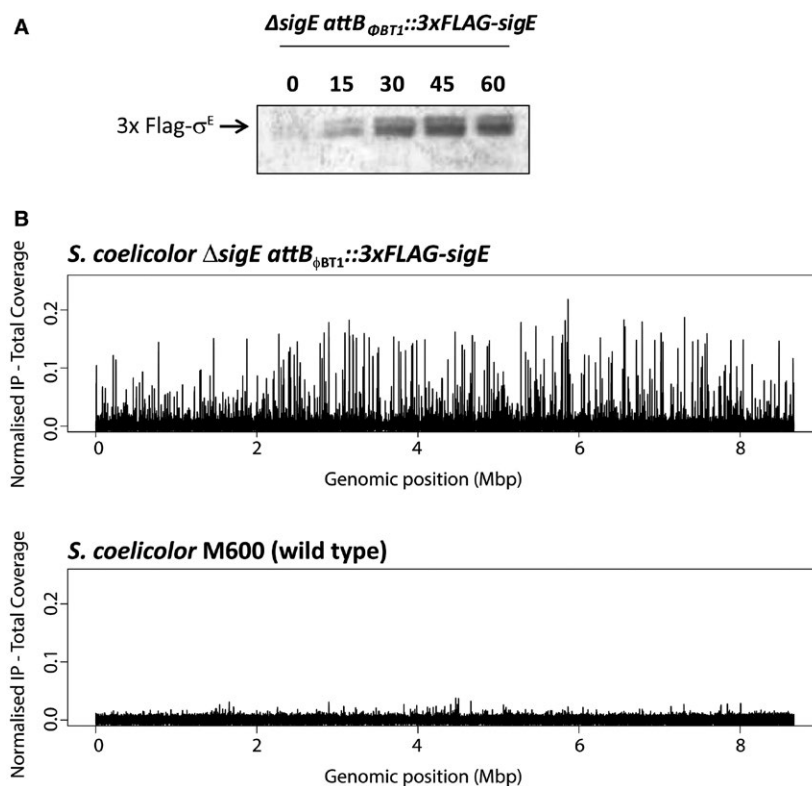 A
ΔsigE attBΦBT1::3xFLAG-sigE
0 15 30 45 60
3x Flag-σE
B
S. coelicolor ΔsigE attBϕBT1::3xFLAG-sigE
Normalised IP - Total Coverage
0.2
0.1
0.0
0 2 4 6 8
Genomic position (Mbp)
S. coelicolor M600 (wild type)
Normalised IP - Total Coverage
0.2
0.1
0.0
0 2 4 6 8
Genomic position (Mbp)